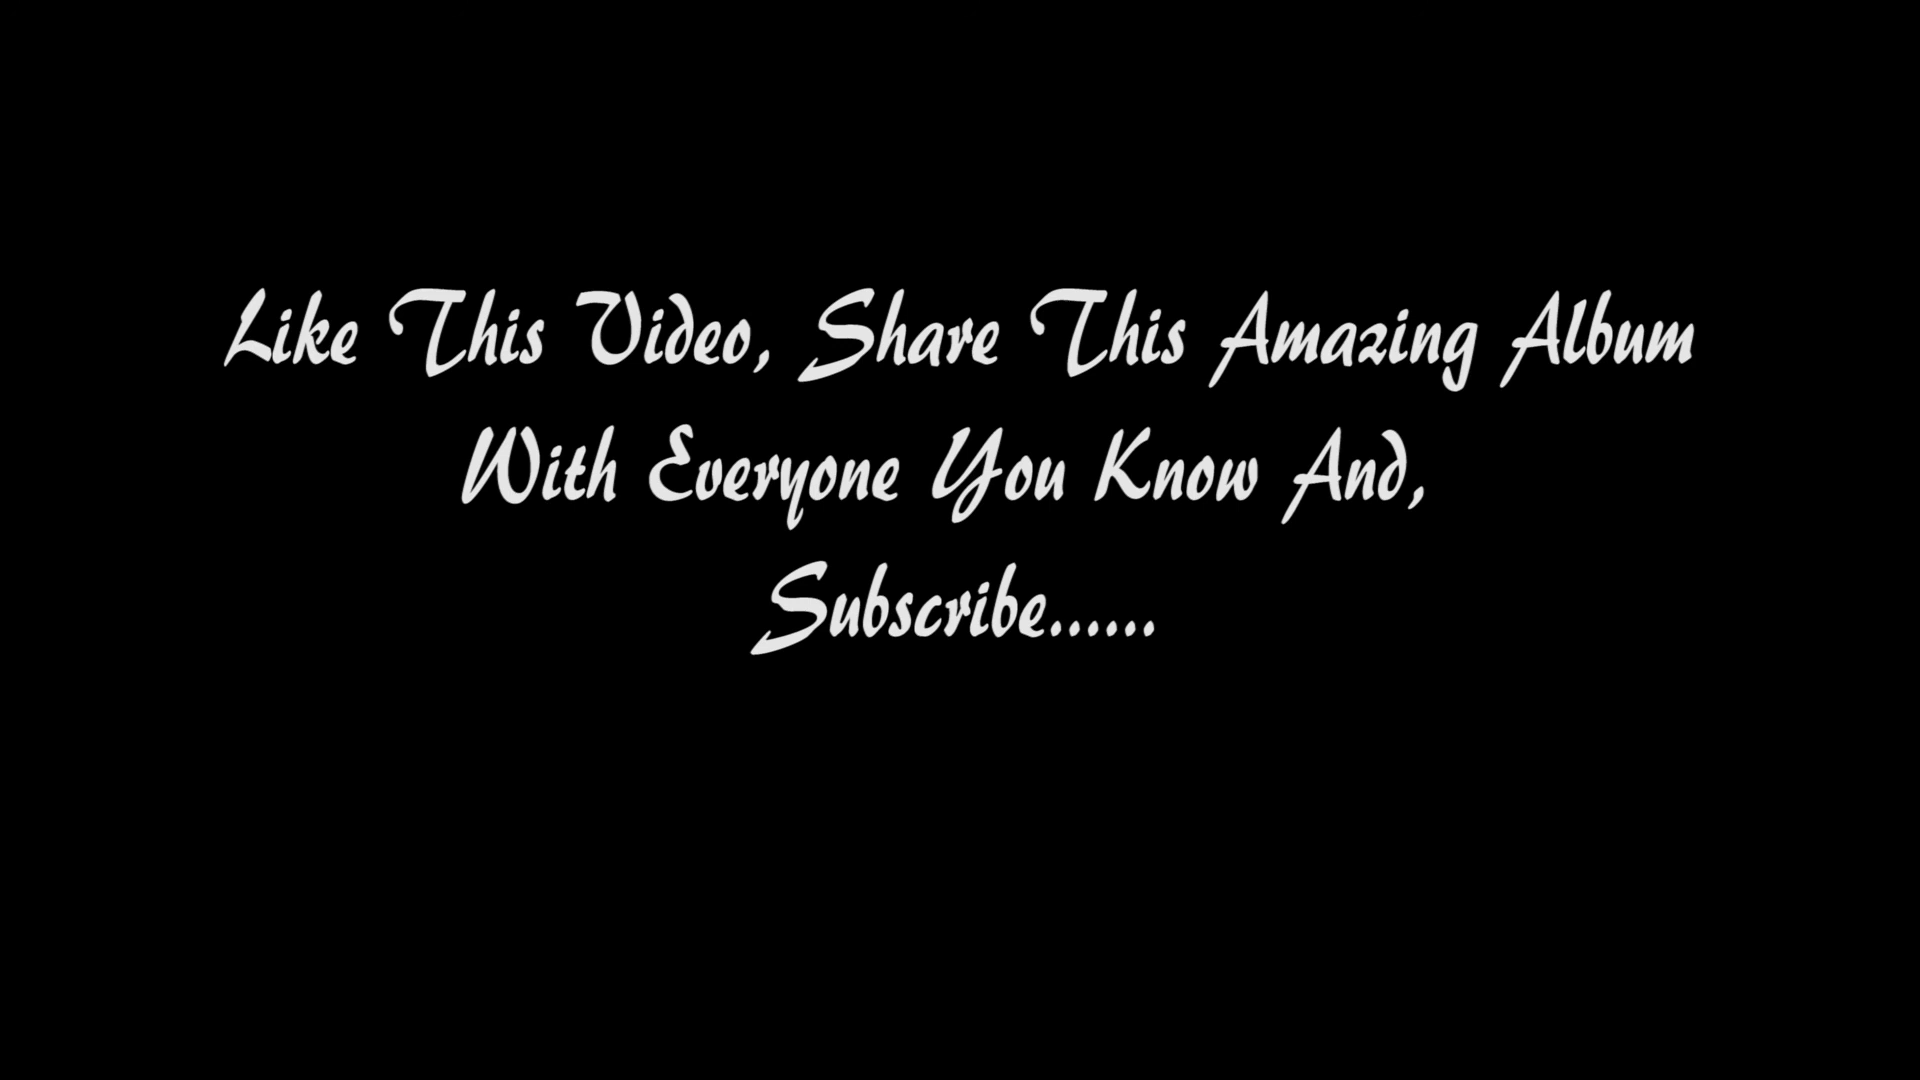 Like This Video, Share This Amazing Album
With Everyone You Know And,
Subscribe......